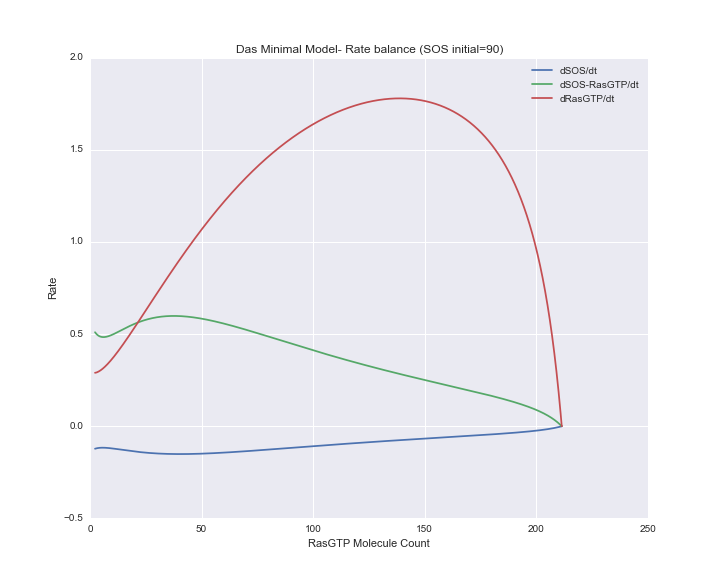 Das Minimal Model- Rate balance (SOS initial=90)
dSOS/dt
dSOS-RasGTP/dt
dRasGTP/dt
2.0
1.5
1.0
0.5
0.0
−0.5
Rate
0 50 100 150 200 250
RasGTP Molecule Count